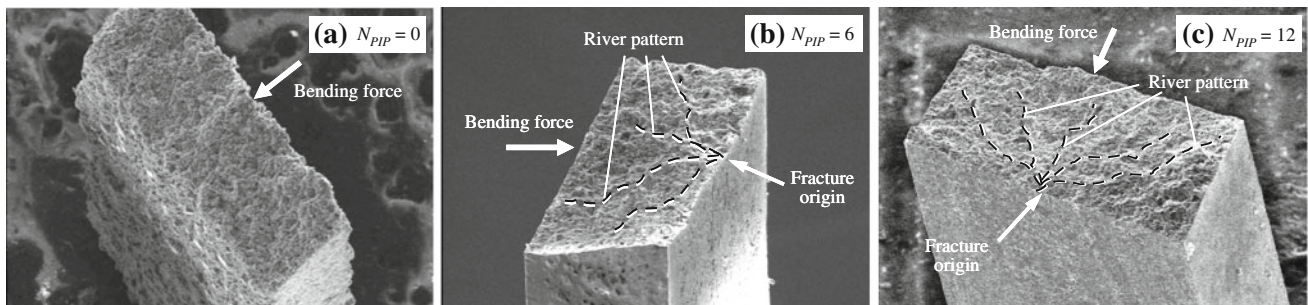 (a) N_PIP = 0
Bending force
(b) N_PIP = 6
River pattern
Bending force
Fracture
origin
(c) N_PIP = 12
Bending force
River pattern
Fracture
origin